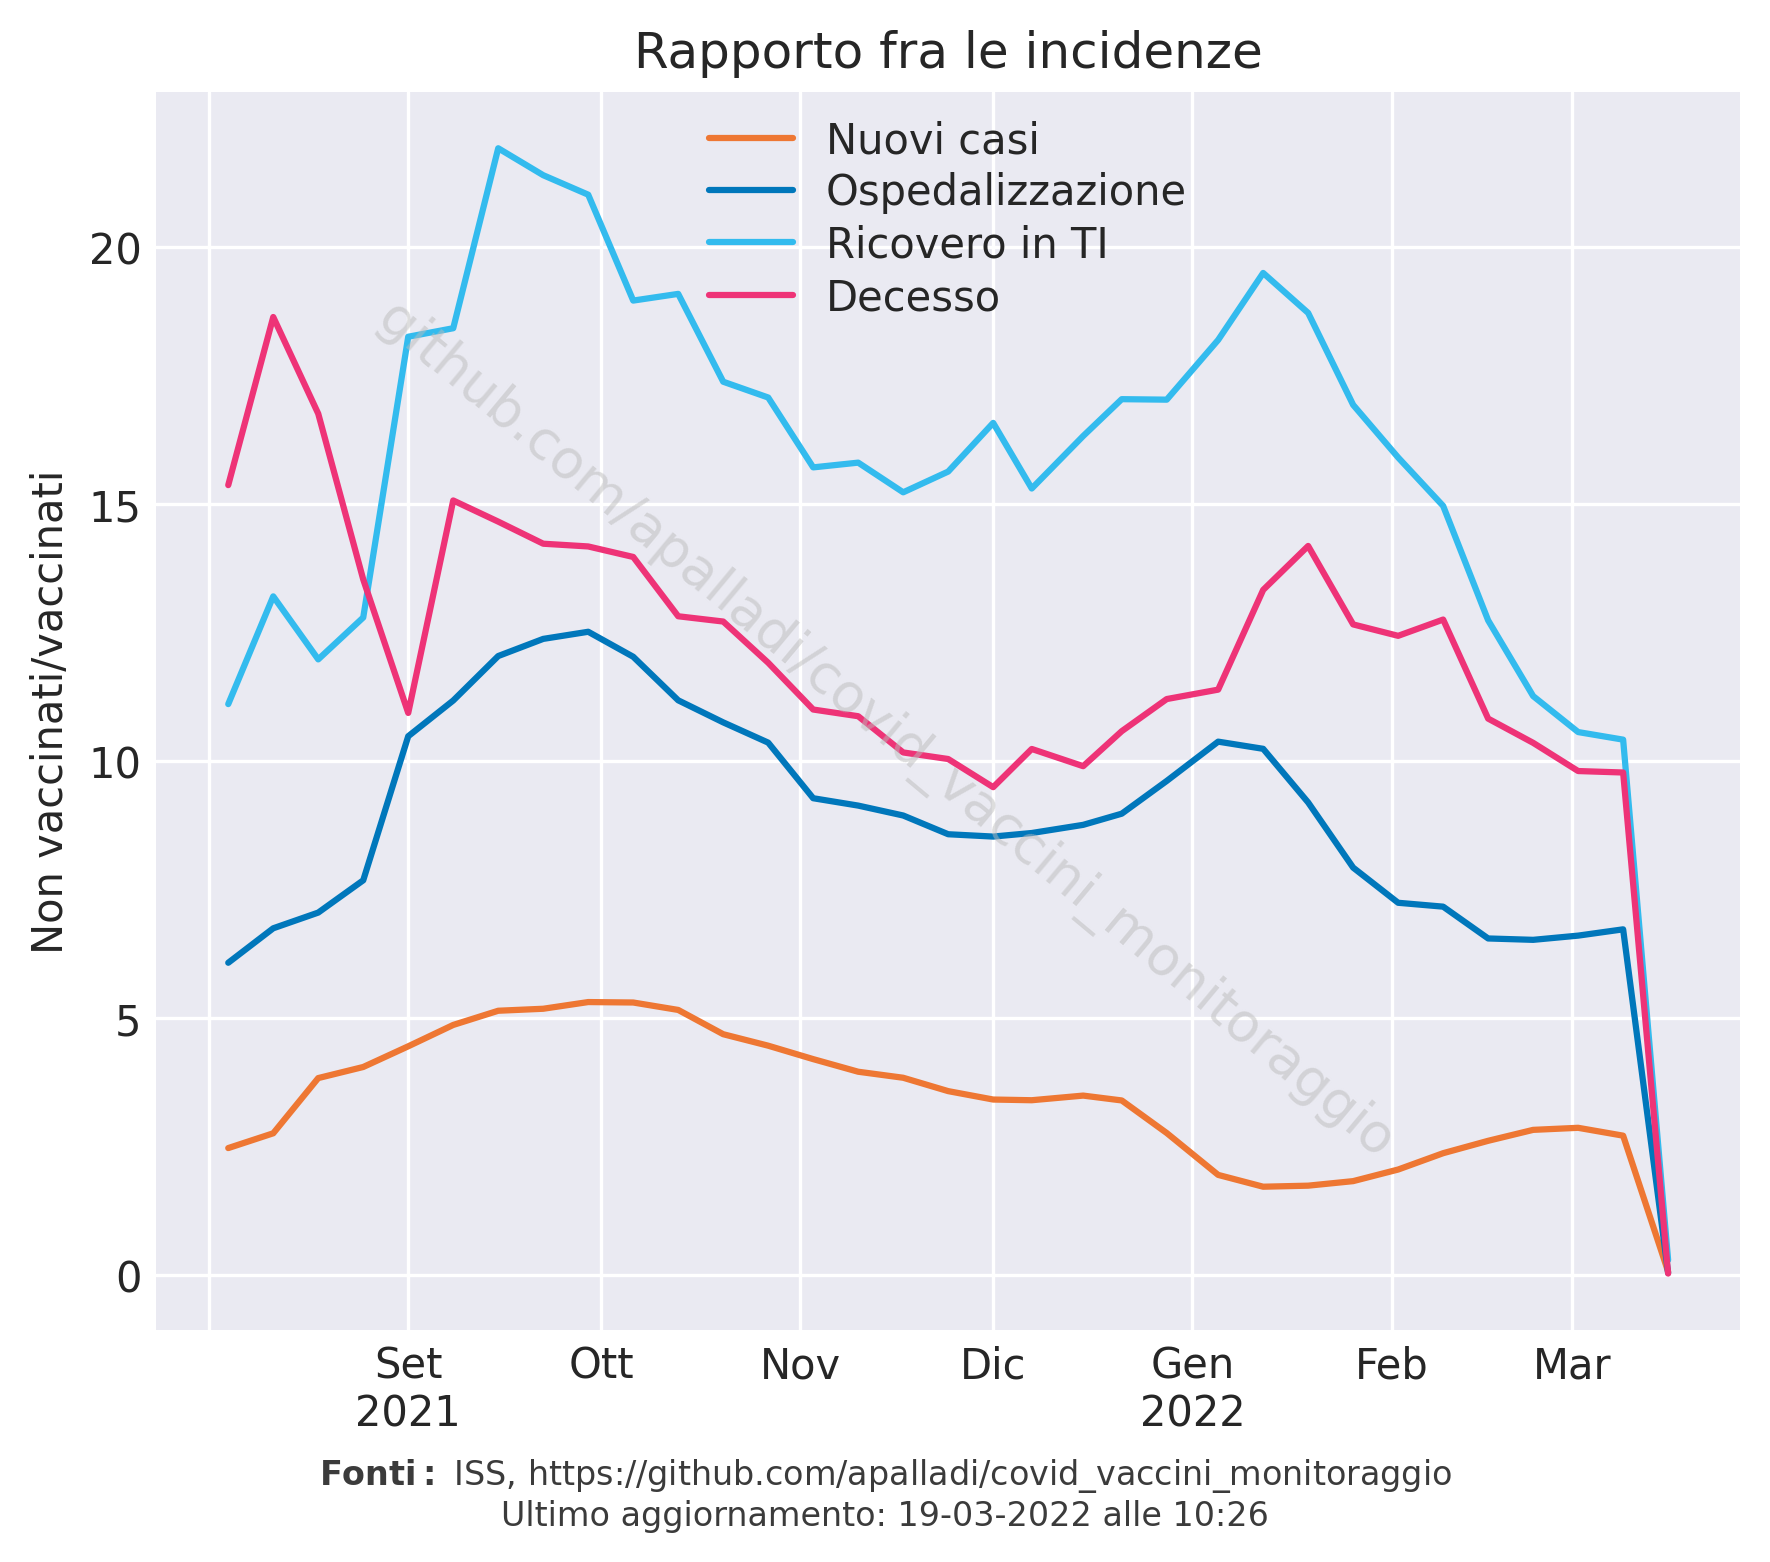 Rapporto fra le incidenze
Nuovi casi
Ospedalizzazione
Ricovero in TI
Decesso
github.com/apalladi/covid_vaccini_monitoraggio
Non vaccinati/vaccinati
20
15
10
5
0
Set Ott Nov Dic Gen Feb Mar
2021 2022
Fonti: ISS, https://github.com/apalladi/covid_vaccini_monitoraggio
Ultimo aggiornamento: 19-03-2022 alle 10:26